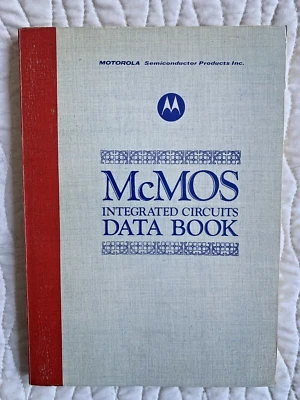 MOTOROLA Semiconductor Products Inc.
McMOS
INTEGRATED CIRCUITS
DATA BOOK